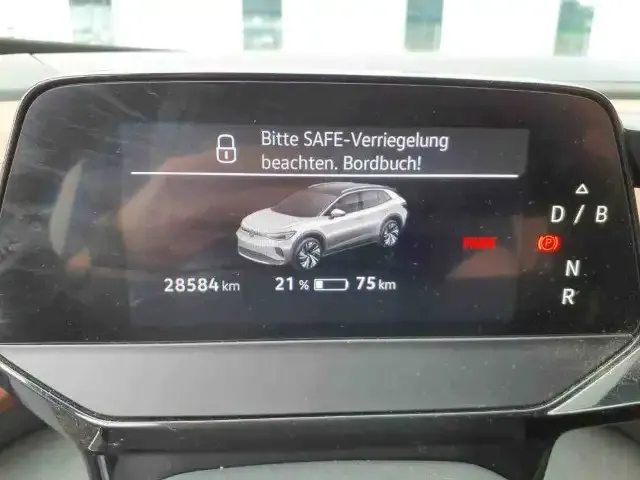 Bitte SAFE-Verriegelung
beachten. Bordbuch!
D / B
(P)
N
R
28584 km
21 %
75 km